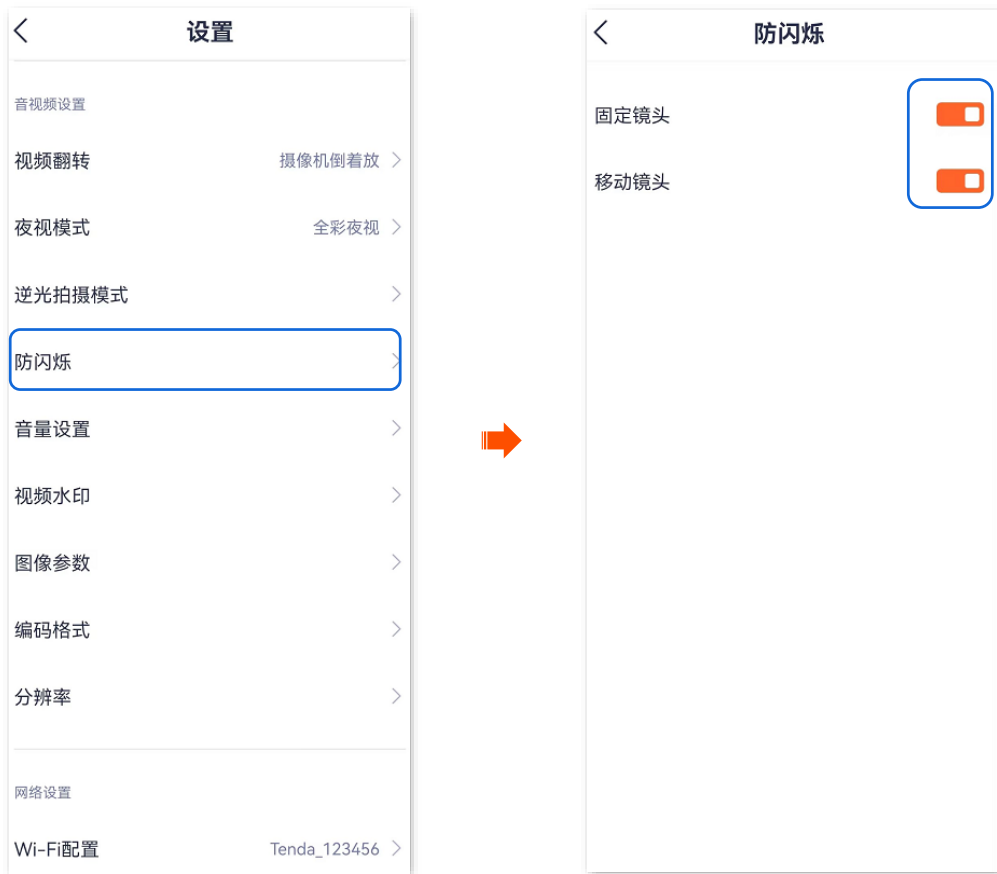 设置
音视频设置
视频翻转 摄像机倒着放
夜视模式 全彩夜视
逆光拍摄模式
防闪烁
音量设置
视频水印
图像参数
编码格式
分辨率
网络设置
Wi-Fi配置 Tenda_123456
防闪烁
固定镜头
移动镜头